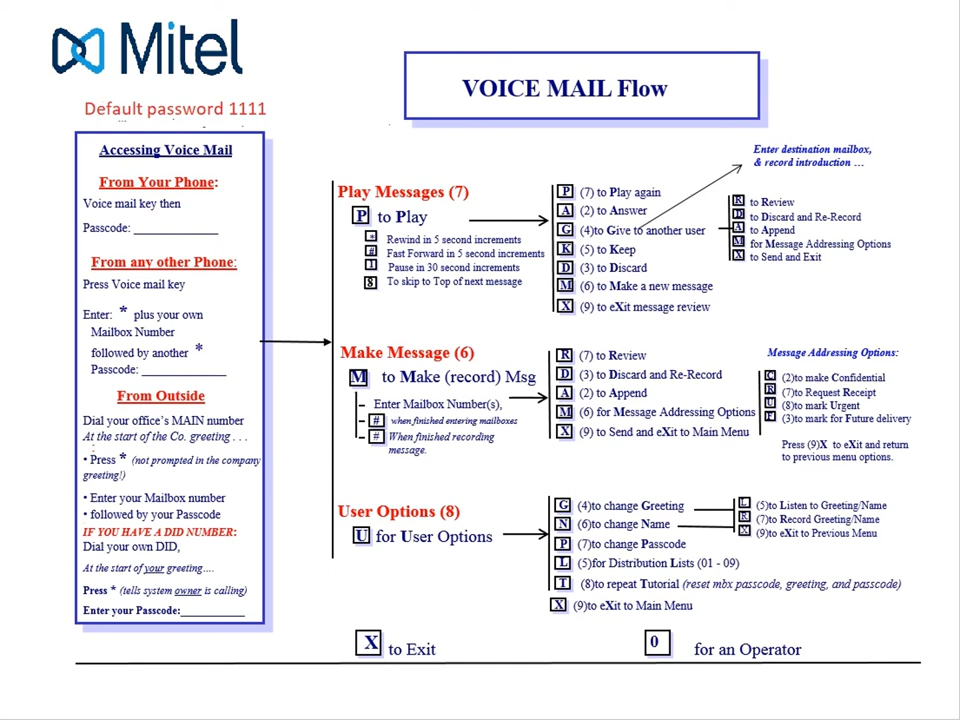 Mitel
Default password 1111
VOICE MAIL Flow
Accessing Voice Mail
From Your Phone:
Voice mail key then
Passcode: ______________
From any other Phone:
Press Voice mail key
Enter: * plus your own
Mailbox Number
followed by another *
Passcode: ______________
From Outside
Dial your office's MAIN number
At the start of the Co. greeting . . .
• Press * (not prompted in the company
greeting!)
• Enter your Mailbox number
• followed by your Passcode
IF YOU HAVE A DID NUMBER:
Dial your own DID,
At the start of your greeting….
Press * (tells system owner is calling)
Enter your Passcode:___________
Play Messages (7)
P to Play
* Rewind in 5 second increments
# Fast Forward in 5 second increments
1 Pause in 30 second increments
8 To skip to Top of next message
P (7) to Play again
A (2) to Answer
G (4)to Give to another user
K (5) to Keep
D (3) to Discard
M (6) to Make a new message
X (9) to eXit message review
Enter destination mailbox,
& record introduction …
R to Review
D to Discard and Re-Record
A to Append
M for Message Addressing Options
X to Send and Exit
Make Message (6)
M to Make (record) Msg
Enter Mailbox Number(s),
# when finished entering mailboxes
# When finished recording
message.
R (7) to Review
D (3) to Discard and Re-Record
A (2) to Append
M (6) for Message Addressing Options
X (9) to Send and eXit to Main Menu
Message Addressing Options:
C (2)to make Confidential
R (7)to Request Receipt
U (8)to mark Urgent
F (3)to mark for Future delivery
Press (9)X to eXit and return
to previous menu options.
User Options (8)
U for User Options
G (4)to change Greeting
N (6)to change Name
P (7)to change Passcode
L (5)for Distribution Lists (01 - 09)
T (8)to repeat Tutorial (reset mbx passcode, greeting, and passcode)
X (9)to eXit to Main Menu
L (5)to Listen to Greeting/Name
R (7)to Record Greeting/Name
X (9)to eXit to Previous Menu
X to Exit
0 for an Operator